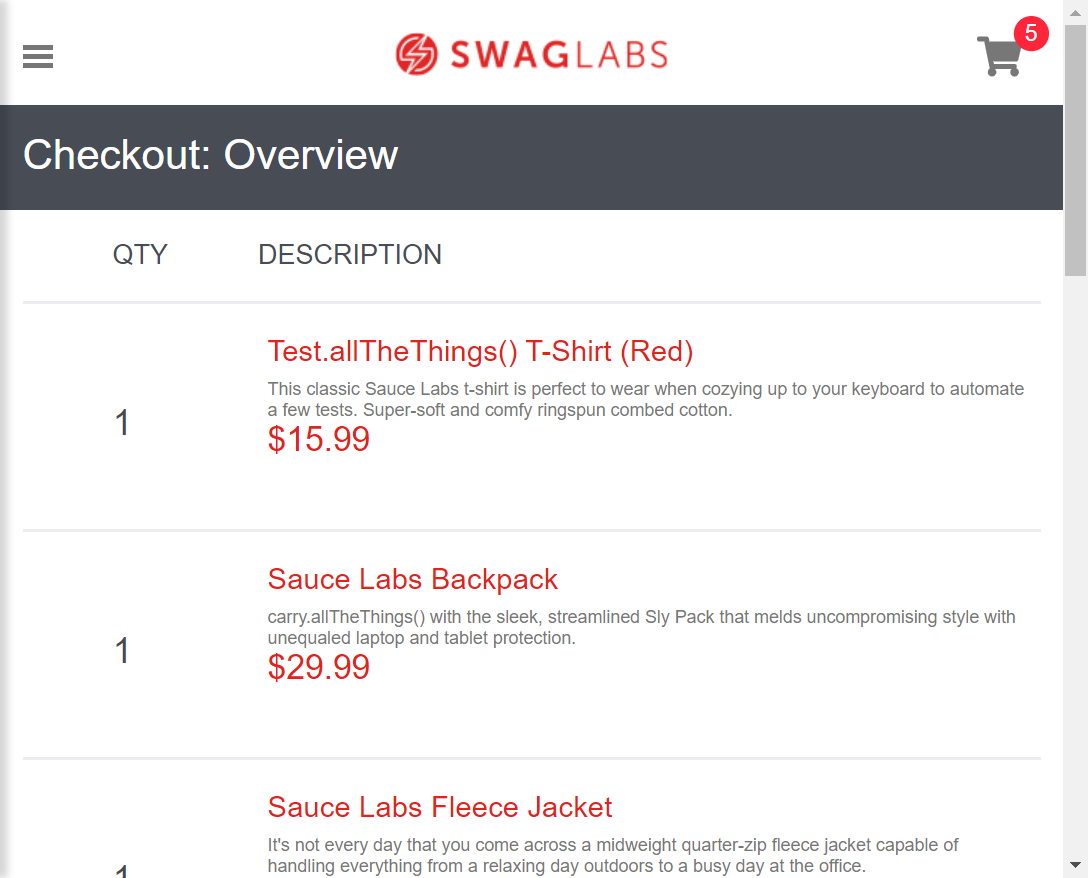 SWAGLABS
5
Checkout: Overview
QTY DESCRIPTION
Test.allTheThings() T-Shirt (Red)
This classic Sauce Labs t-shirt is perfect to wear when cozying up to your keyboard to automate
a few tests. Super-soft and comfy ringspun combed cotton.
1
$15.99
Sauce Labs Backpack
carry.allTheThings() with the sleek, streamlined Sly Pack that melds uncompromising style with
unequaled laptop and tablet protection.
1
$29.99
Sauce Labs Fleece Jacket
It's not every day that you come across a midweight quarter-zip fleece jacket capable of
handling everything from a relaxing day outdoors to a busy day at the office.
1